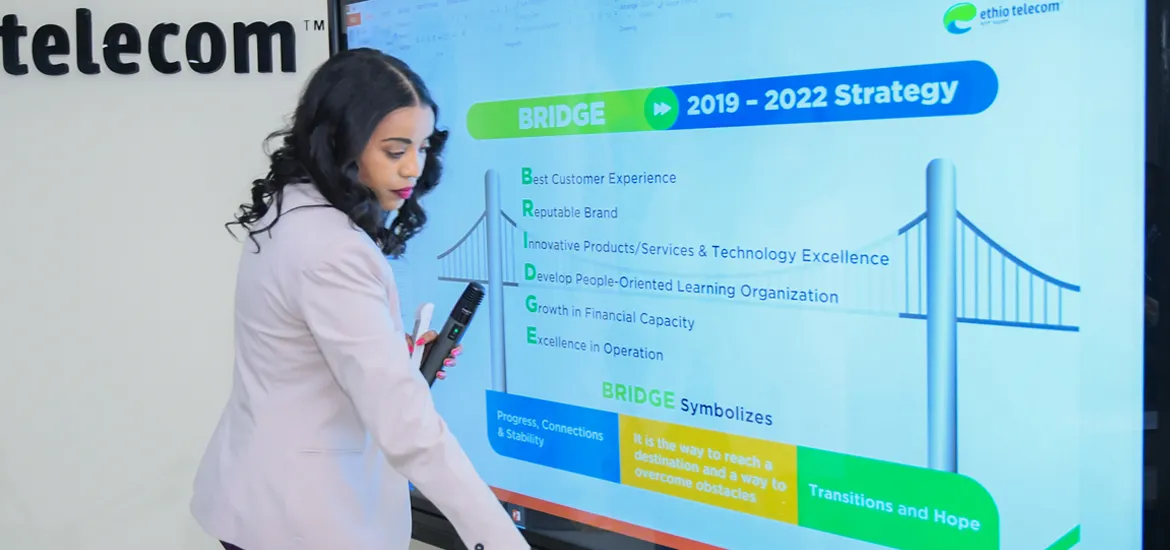 telecom™
ethio telecom
BRIDGE
2019 – 2022 Strategy
Best Customer Experience
Reputable Brand
Innovative Products/Services & Technology Excellence
Develop People-Oriented Learning Organization
Growth in Financial Capacity
Excellence in Operation
BRIDGE Symbolizes
Progress, Connections
& Stability
It is the way to reach a
destination and a way to
overcome obstacles
Transitions and Hope